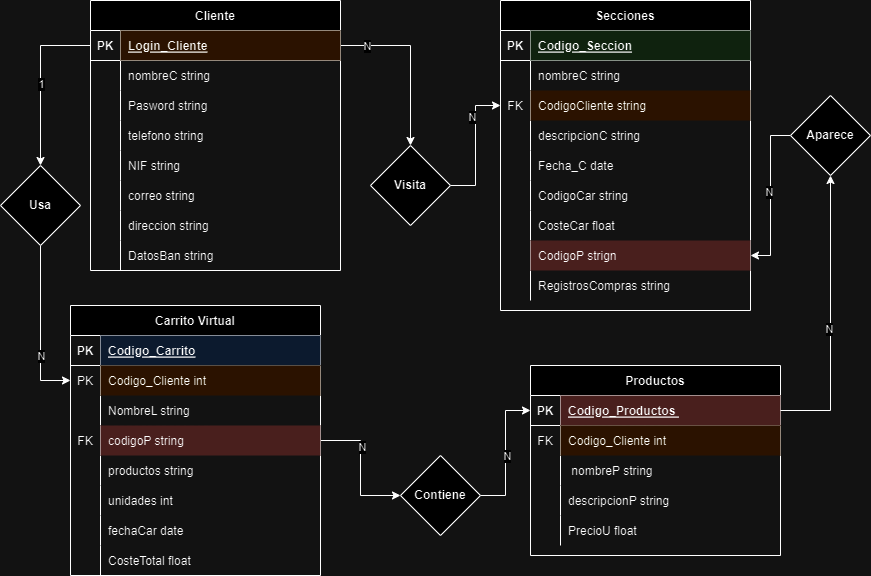 Cliente
PK Login_Cliente
nombreC string
Pasword string
telefono string
NIF string
correo string
direccion string
DatosBan string
Secciones
PK Codigo_Seccion
nombreC string
FK CodigoCliente string
descripcionC string
Fecha_C date
CodigoCar string
CosteCar float
CodigoP strign
RegistrosCompras string
N
N
Visita
1
Usa
N
Aparece
N
N
Carrito Virtual
PK Codigo_Carrito
PK Codigo_Cliente int
NombreL string
FK codigoP string
productos string
unidades int
fechaCar date
CosteTotal float
N
Contiene
N
Productos
PK Codigo_Productos
FK Codigo_Cliente int
nombreP string
descripcionP string
PrecioU float